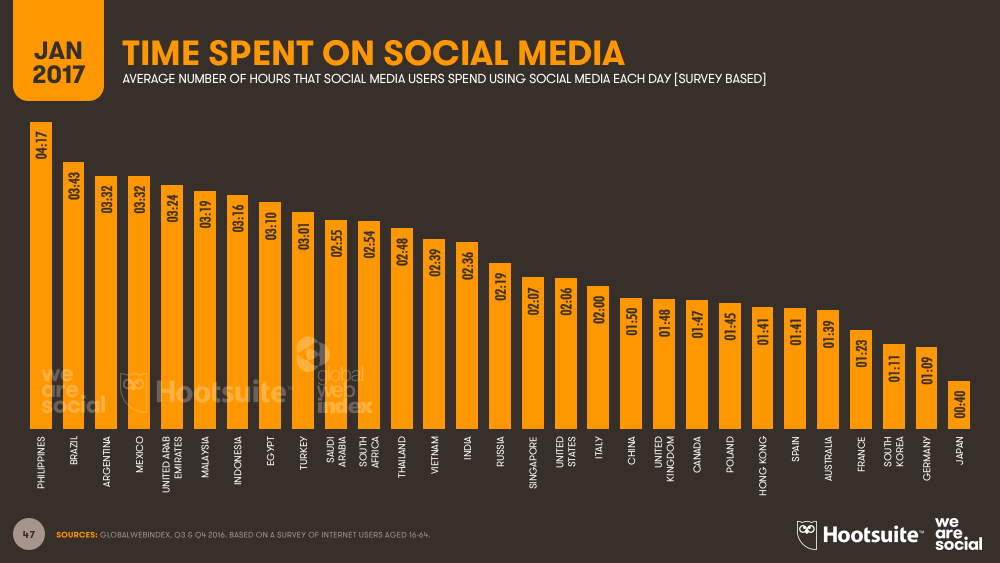 JAN
2017
TIME SPENT ON SOCIAL MEDIA
AVERAGE NUMBER OF HOURS THAT SOCIAL MEDIA USERS SPEND USING SOCIAL MEDIA EACH DAY [SURVEY BASED]
04:17
03:43
03:32
03:32
03:24
03:19
03:16
03:10
03:01
02:55
02:54
02:48
02:39
02:36
02:19
02:07
02:06
02:00
01:50
01:48
01:47
01:45
01:41
01:41
01:39
01:23
01:11
01:09
00:40
we
are
social
Hootsuite™
global
web
index
PHILIPPINES
BRAZIL
ARGENTINA
MEXICO
UNITED ARAB
EMIRATES
MALAYSIA
INDONESIA
EGYPT
TURKEY
SAUDI
ARABIA
SOUTH
AFRICA
THAILAND
VIETNAM
INDIA
RUSSIA
SINGAPORE
UNITED
STATES
ITALY
CHINA
UNITED
KINGDOM
CANADA
POLAND
HONG KONG
SPAIN
AUSTRALIA
FRANCE
SOUTH
KOREA
GERMANY
JAPAN
47
SOURCES: GLOBALWEBINDEX, Q3 & Q4 2016. BASED ON A SURVEY OF INTERNET USERS AGED 16-64.
Hootsuite™
we
are
social